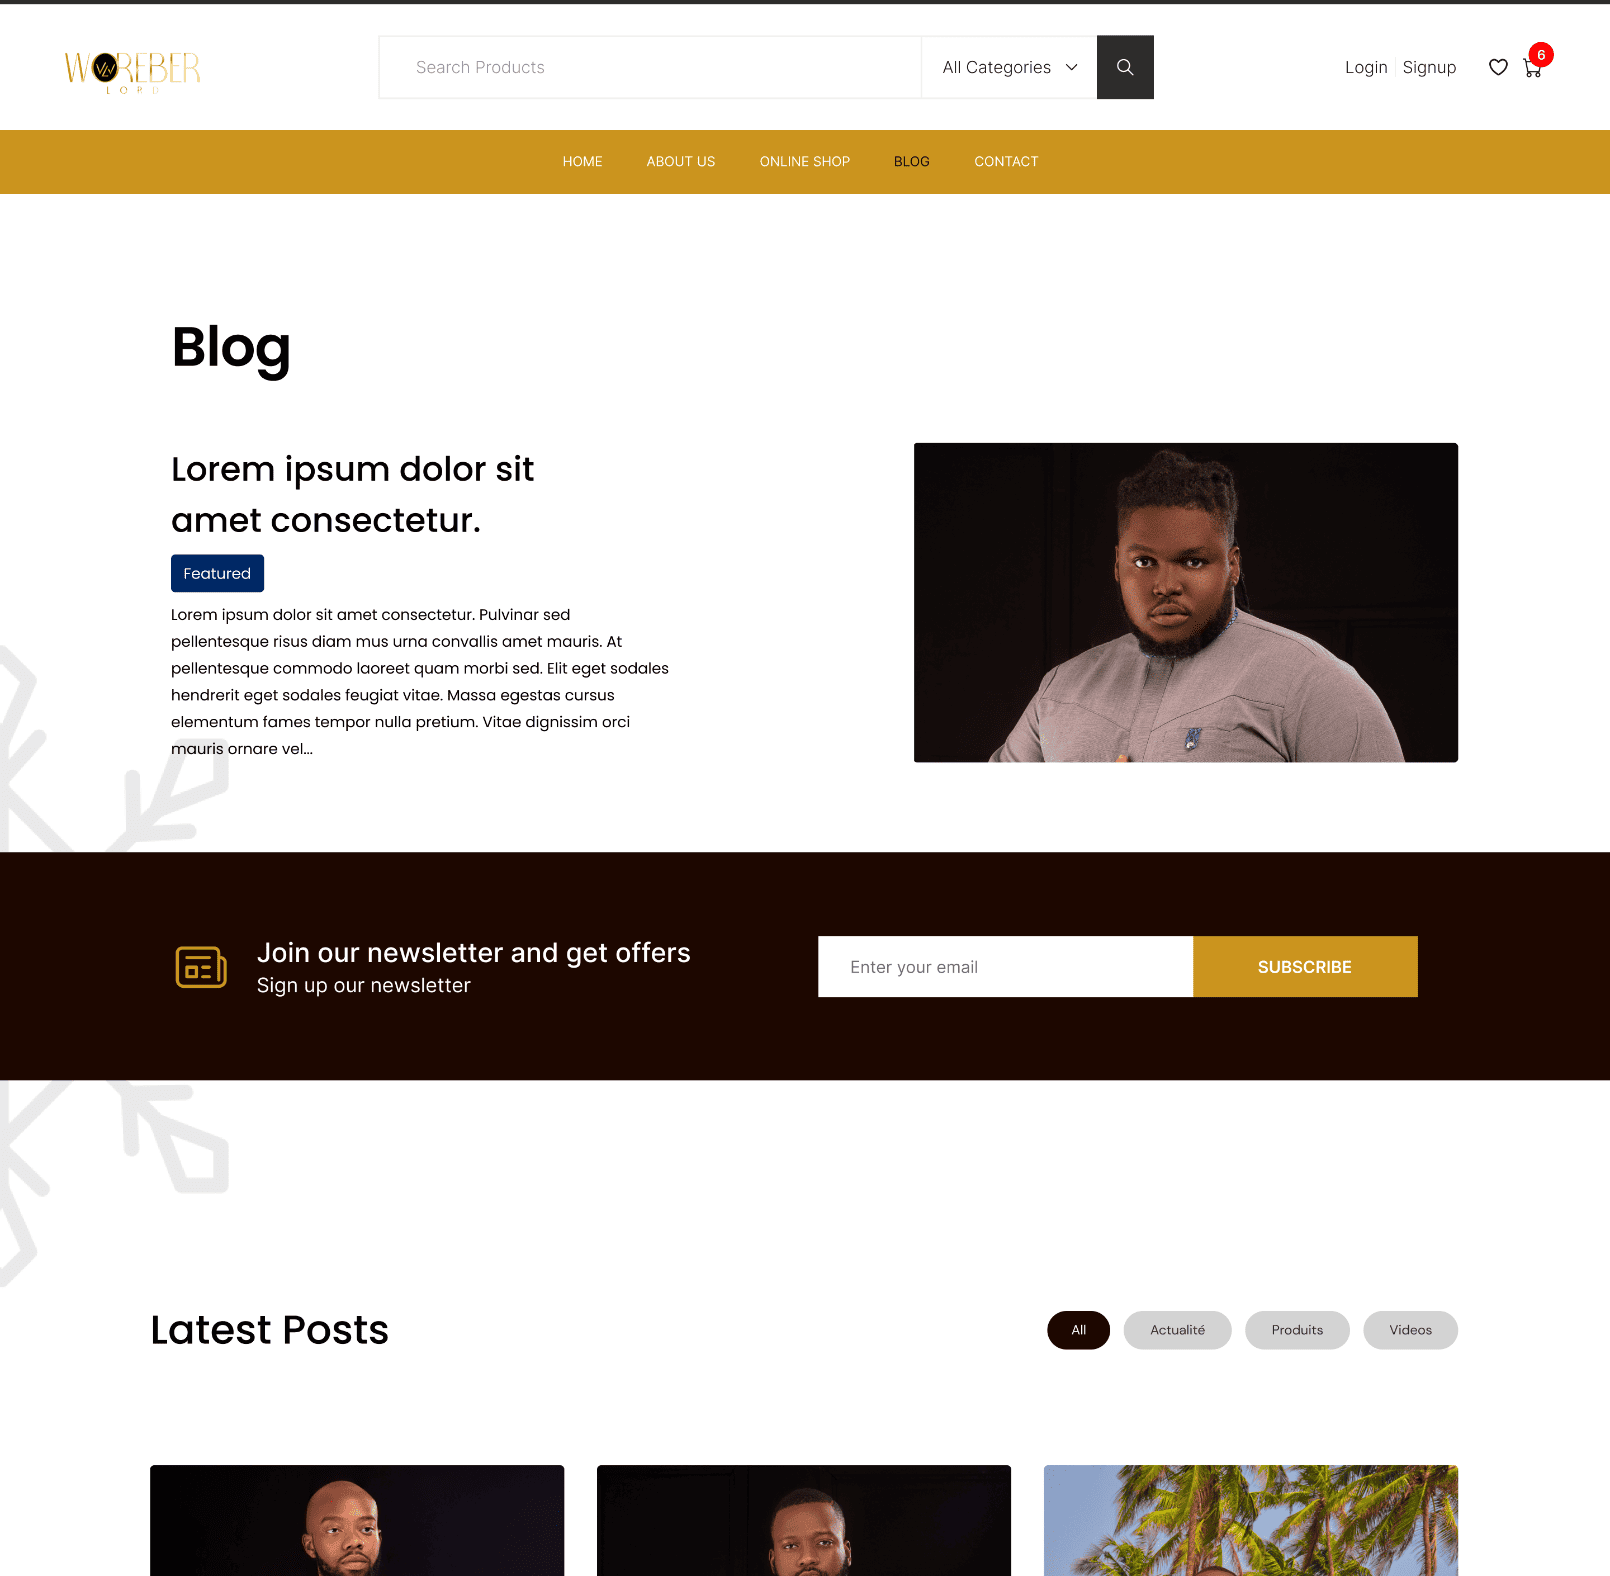 WOREBER
LORD
Search Products
All Categories
Login
Signup
6
HOME
ABOUT US
ONLINE SHOP
BLOG
CONTACT
Blog
Lorem ipsum dolor sit
amet consectetur.
Featured
Lorem ipsum dolor sit amet consectetur. Pulvinar sed
pellentesque risus diam mus urna convallis amet mauris. At
pellentesque commodo laoreet quam morbi sed. Elit eget sodales
hendrerit eget sodales feugiat vitae. Massa egestas cursus
elementum fames tempor nulla pretium. Vitae dignissim orci
mauris ornare vel...
Join our newsletter and get offers
Sign up our newsletter
Enter your email
SUBSCRIBE
Latest Posts
All
Actualité
Produits
Videos